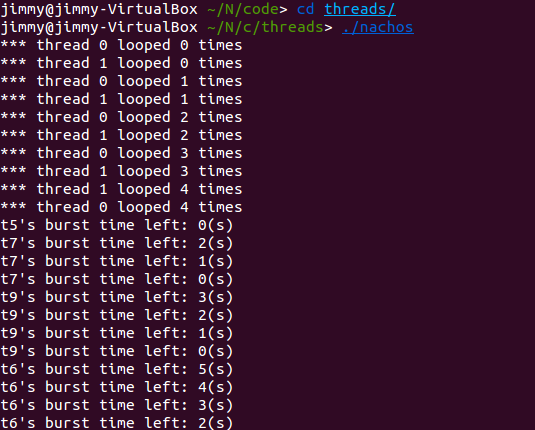 jimmy@jimmy-VirtualBox ~/N/code> cd threads/
jimmy@jimmy-VirtualBox ~/N/c/threads> ./nachos
*** thread 0 looped 0 times
*** thread 1 looped 0 times
*** thread 0 looped 1 times
*** thread 1 looped 1 times
*** thread 0 looped 2 times
*** thread 1 looped 2 times
*** thread 0 looped 3 times
*** thread 1 looped 3 times
*** thread 1 looped 4 times
*** thread 0 looped 4 times
t5's burst time left: 0(s)
t7's burst time left: 2(s)
t7's burst time left: 1(s)
t7's burst time left: 0(s)
t9's burst time left: 3(s)
t9's burst time left: 2(s)
t9's burst time left: 1(s)
t9's burst time left: 0(s)
t6's burst time left: 5(s)
t6's burst time left: 4(s)
t6's burst time left: 3(s)
t6's burst time left: 2(s)